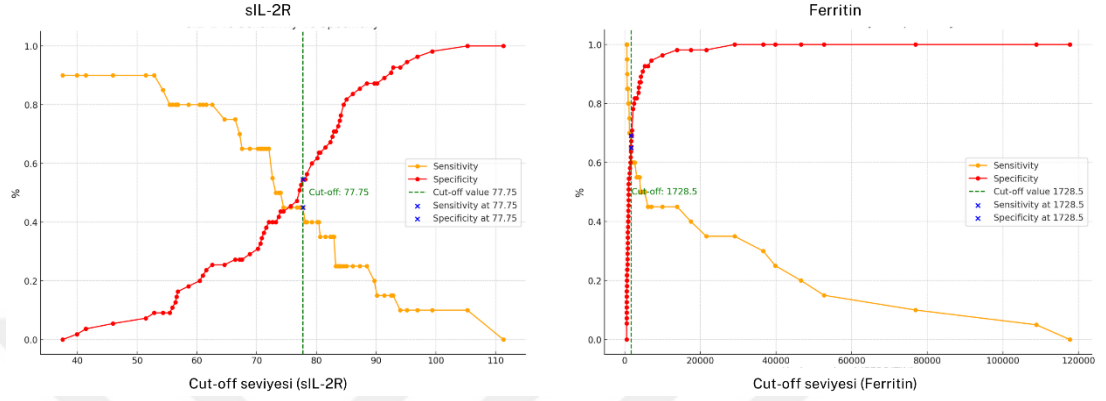 sIL-2R
1.0
0.8
0.6
0.4
0.2
0.0
%
Sensitivity
Specificity
Cut-off value 77.75
Sensitivity at 77.75
Specificity at 77.75
Cut-off: 77.75
40 50 60 70 80 90 100 110
Cut-off seviyesi (sIL-2R)
Ferritin
1.0
0.8
0.6
0.4
0.2
0.0
%
Sensitivity
Specificity
Cut-off value 1728.5
Sensitivity at 1728.5
Specificity at 1728.5
Cut-off: 1728.5
0 20000 40000 60000 80000 100000 120000
Cut-off seviyesi (Ferritin)